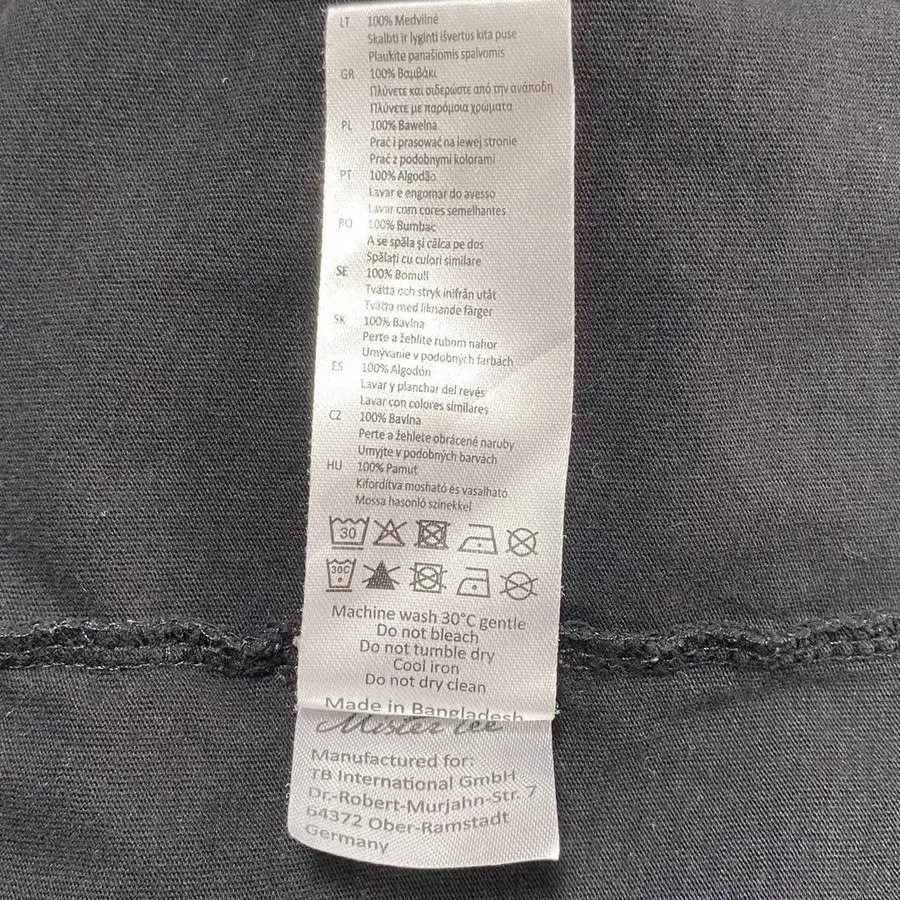 LT 100% Medvilnė
Skalbti ir lyginti išvertus kita puse
Plaukite panašiomis spalvomis
GR 100% Βαμβάκι
Πλύνετε και σιδερώστε από την ανάποδη
Πλύνετε με παρόμοια χρώματα
PL 100% Bawełna
Prać i prasować na lewej stronie
Prać z podobnymi kolorami
PT 100% Algodão
Lavar e engomar do avesso
Lavar com cores semelhantes
RO 100% Bumbac
A se spăla și călca pe dos
Spălați cu culori similare
SE 100% Bomull
Tvätta och stryk inifrån utåt
Tvätta med liknande färger
SK 100% Bavlna
Perte a žehlite rubom nahor
Umývanie v podobných farbách
ES 100% Algodón
Lavar y planchar del revés
Lavar con colores similares
CZ 100% Bavlna
Perte a žehlete obrácené naruby
Umyjte v podobných barvách
HU 100% Pamut
Kifordítva mosható és vasalható
Mossa hasonló színekkel
30
30C
Machine wash 30°C gentle
Do not bleach
Do not tumble dry
Cool iron
Do not dry clean
Made in Bangladesh
Mister tee
Manufactured for:
TB International GmbH
Dr.-Robert-Murjahn-Str. 7
64372 Ober-Ramstadt
Germany